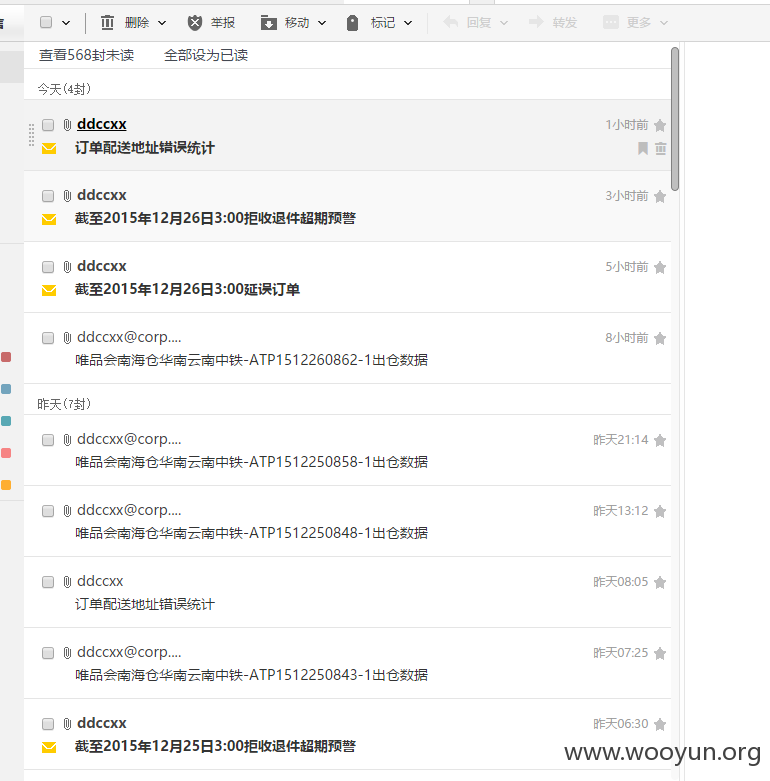 删除 举报 移动 标记 回复 转发 更多
查看568封未读 全部设为已读
今天(4封)
ddccxx 1小时前
订单配送地址错误统计
ddccxx 3小时前
截至2015年12月26日3:00拒收退件超期预警
ddccxx 5小时前
截至2015年12月26日3:00延误订单
ddccxx@corp.... 8小时前
唯品会南海仓华南云南中铁-ATP1512260862-1出仓数据
昨天(7封)
ddccxx@corp.... 昨天21:14
唯品会南海仓华南云南中铁-ATP1512250858-1出仓数据
ddccxx@corp.... 昨天13:12
唯品会南海仓华南云南中铁-ATP1512250848-1出仓数据
ddccxx 昨天08:05
订单配送地址错误统计
ddccxx@corp.... 昨天07:25
唯品会南海仓华南云南中铁-ATP1512250843-1出仓数据
ddccxx 昨天06:30
截至2015年12月25日3:00拒收退件超期预警
www.wooyun.org